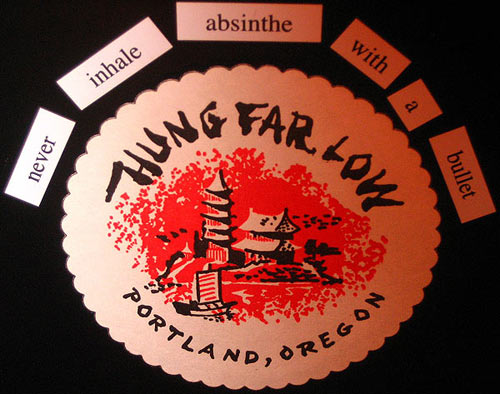 never inhale absinthe with a bullet
HUNG FAR LOW
PORTLAND, OREGON